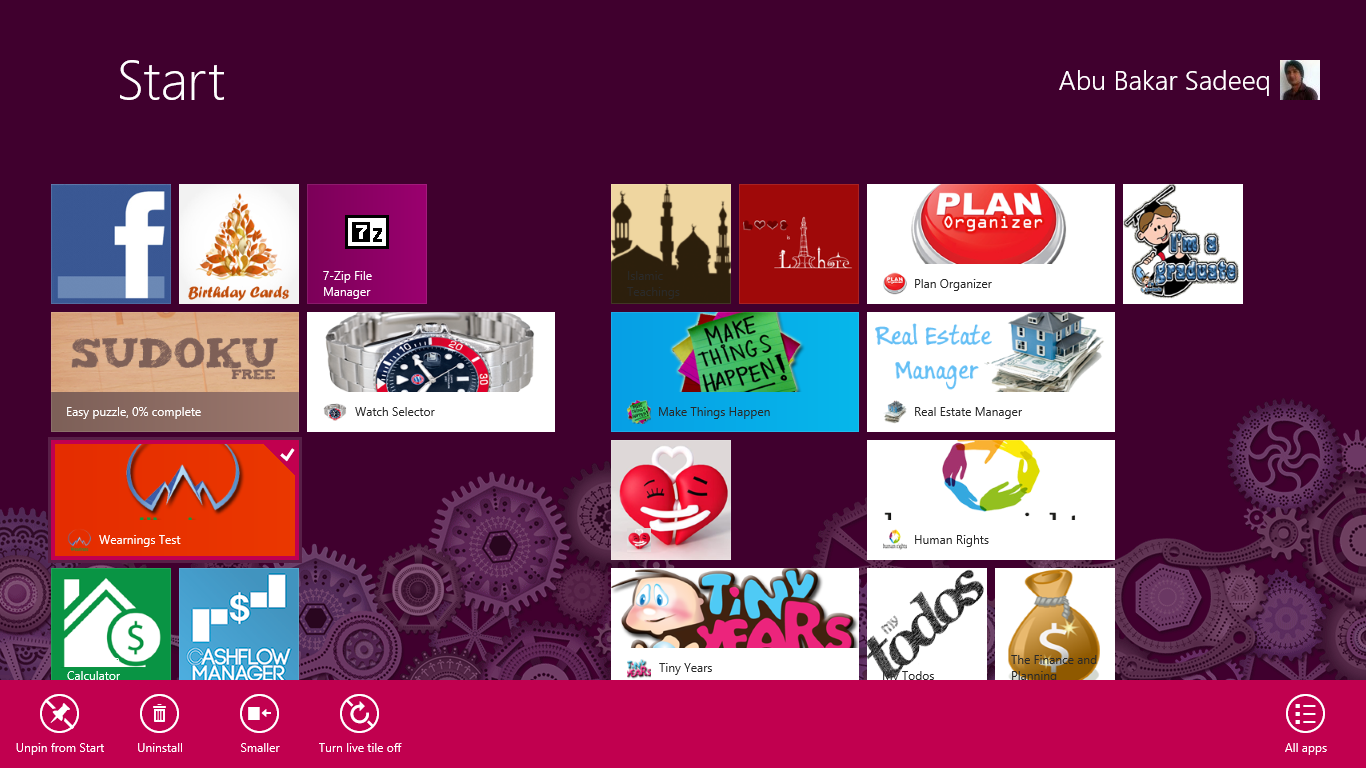 Start
Abu Bakar Sadeeq
f
Birthday Cards
7z
7-Zip File
Manager
SUDOKU
FREE
Easy puzzle, 0% complete
Watch Selector
Wearnings Test
Calculator
$
$
CASHFLOW
MANAGER
Islamic
Teachings
LOVE
Lahore
PLAN
Organizer
PLAN
Plan Organizer
I'm a
graduate
MAKE
THINGS
HAPPEN!
Make Things Happen
Real Estate
Manager
Real Estate Manager
human rights
Human Rights
TiNY
YEARS
Tiny Years
my
todos
My Todos
$
The Finance and
Planning
Unpin from Start
Uninstall
Smaller
Turn live tile off
All apps